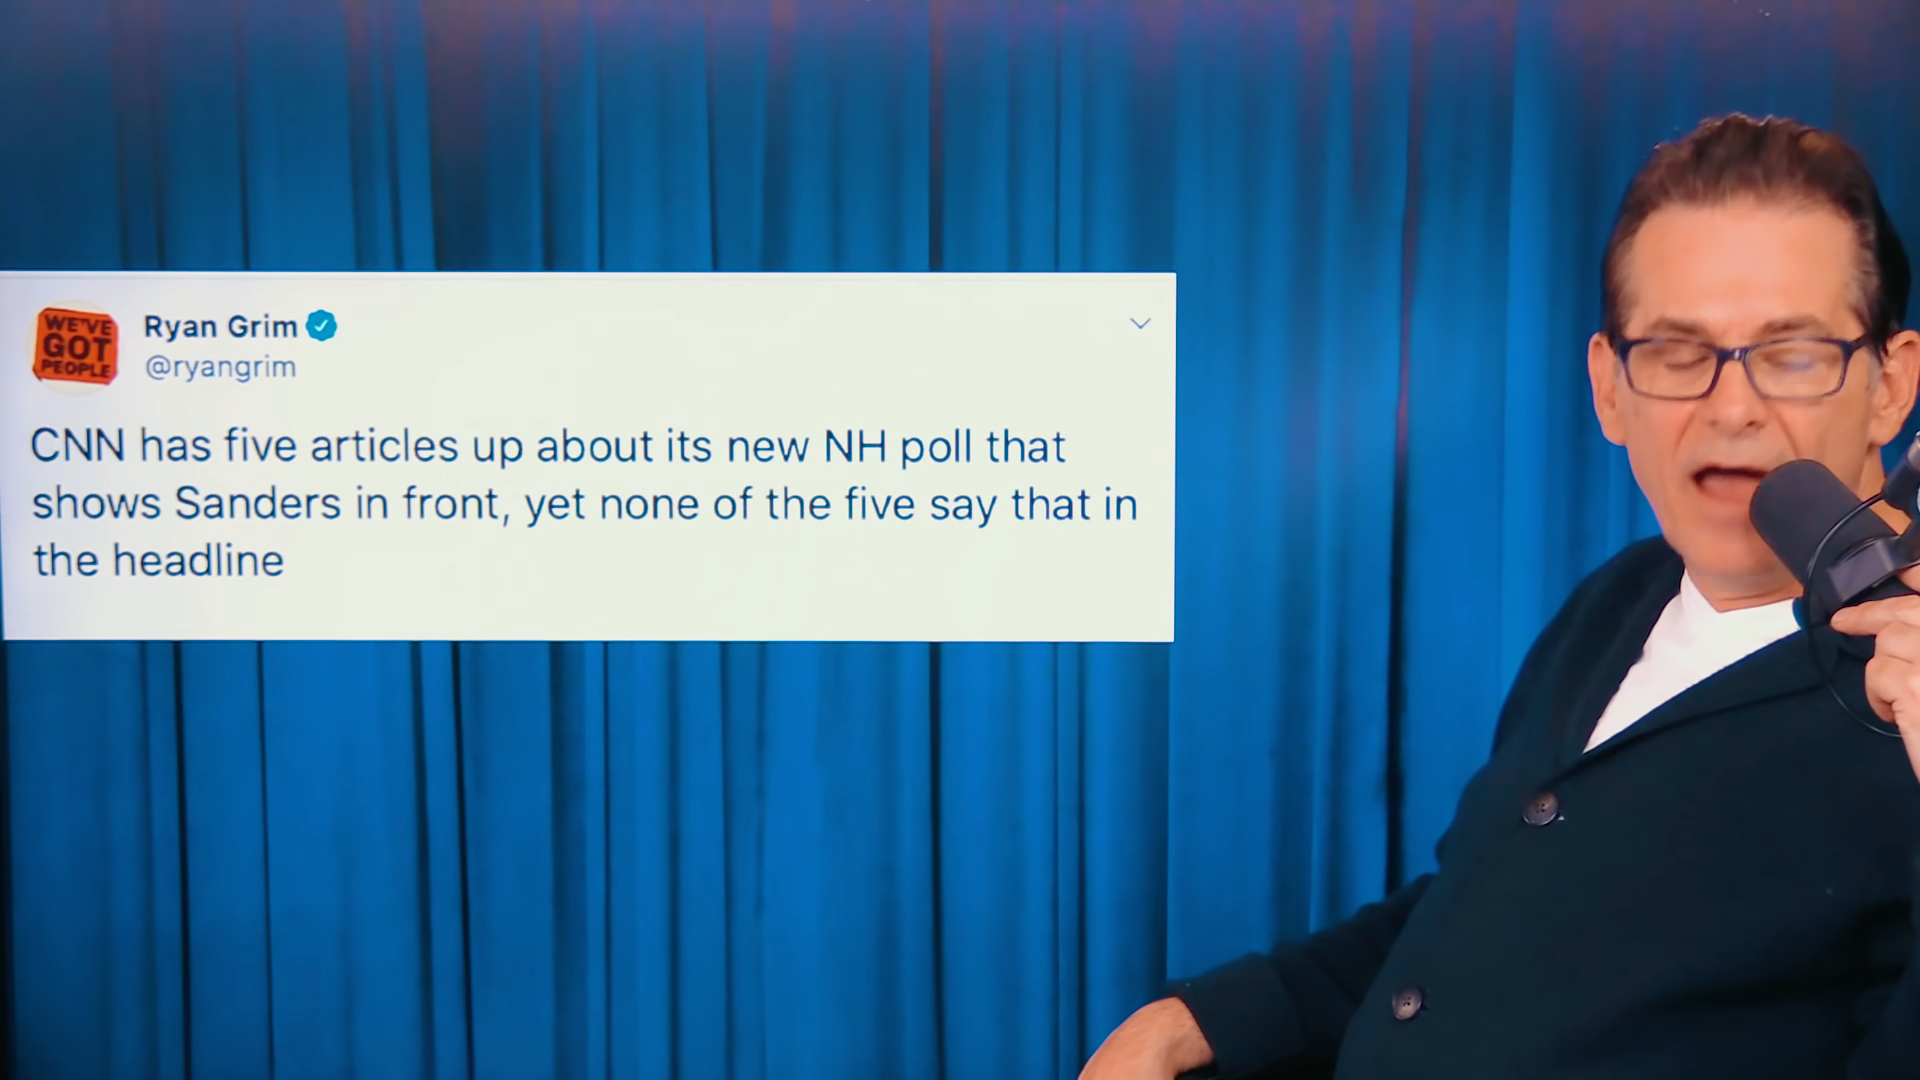 WE'VE
GOT
PEOPLE
Ryan Grim
@ryangrim
CNN has five articles up about its new NH poll that
shows Sanders in front, yet none of the five say that in
the headline